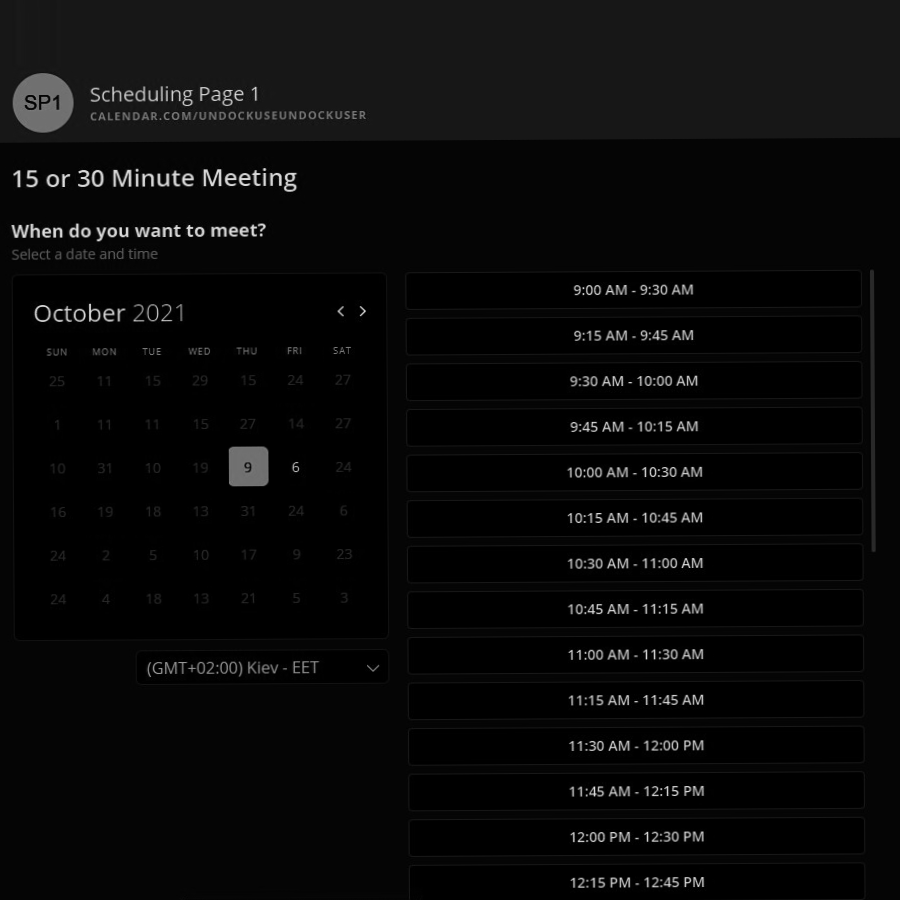 SP1
Scheduling Page 1
CALENDAR.COM/UNDOCKUSEUNDOCKUSER
15 or 30 Minute Meeting
When do you want to meet?
Select a date and time
October 2021
SUN MON TUE WED THU FRI SAT
25 11 15 29 15 24 27
1 11 11 15 27 14 27
10 31 10 19 9 6 24
16 19 18 13 31 24 6
24 2 5 10 17 9 23
24 4 18 13 21 5 3
(GMT+02:00) Kiev - EET
9:00 AM - 9:30 AM
9:15 AM - 9:45 AM
9:30 AM - 10:00 AM
9:45 AM - 10:15 AM
10:00 AM - 10:30 AM
10:15 AM - 10:45 AM
10:30 AM - 11:00 AM
10:45 AM - 11:15 AM
11:00 AM - 11:30 AM
11:15 AM - 11:45 AM
11:30 AM - 12:00 PM
11:45 AM - 12:15 PM
12:00 PM - 12:30 PM
12:15 PM - 12:45 PM